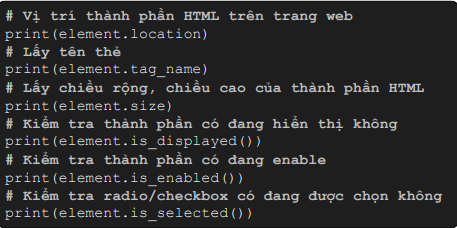 # Vị trí thành phần HTML trên trang web
print(element.location)
# Lấy tên thẻ
print(element.tag_name)
# Lấy chiều rộng, chiều cao của thành phần HTML
print(element.size)
# Kiểm tra thành phần có đang hiển thị không
print(element.is_displayed())
# Kiểm tra thành phần có đang enable
print(element.is_enabled())
# Kiểm tra radio/checkbox có đang được chọn không
print(element.is_selected())